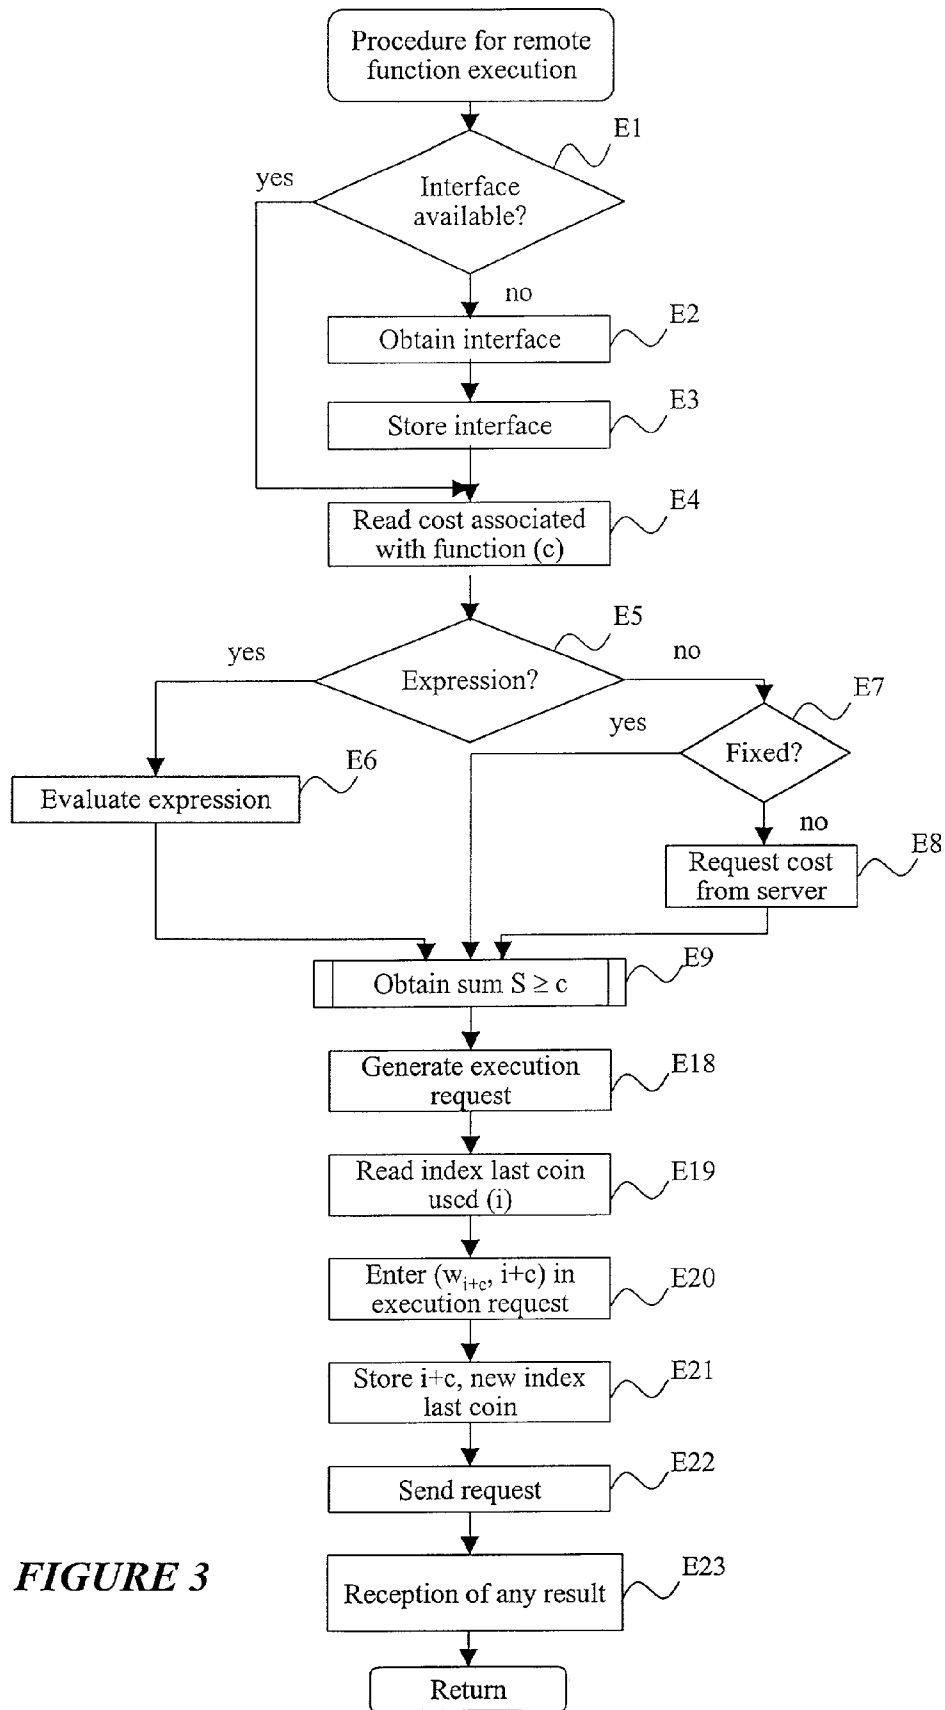 Procedure for remote
function execution
E1
yes
Interface
available?
no
E2
Obtain interface
E3
Store interface
E4
Read cost associated
with function (c)
E5
yes
no
Expression?
E7
yes
Fixed?
E6
Evaluate expression
no
E8
Request cost
from server
E9
Obtain sum S ≥ c
E18
Generate execution
request
E19
Read index last coin
used (i)
Enter (w_{i+c}, i+c) in
execution request
E20
E21
Store i+c, new index
last coin
E22
Send request
FIGURE 3
E23
Reception of any result
Return